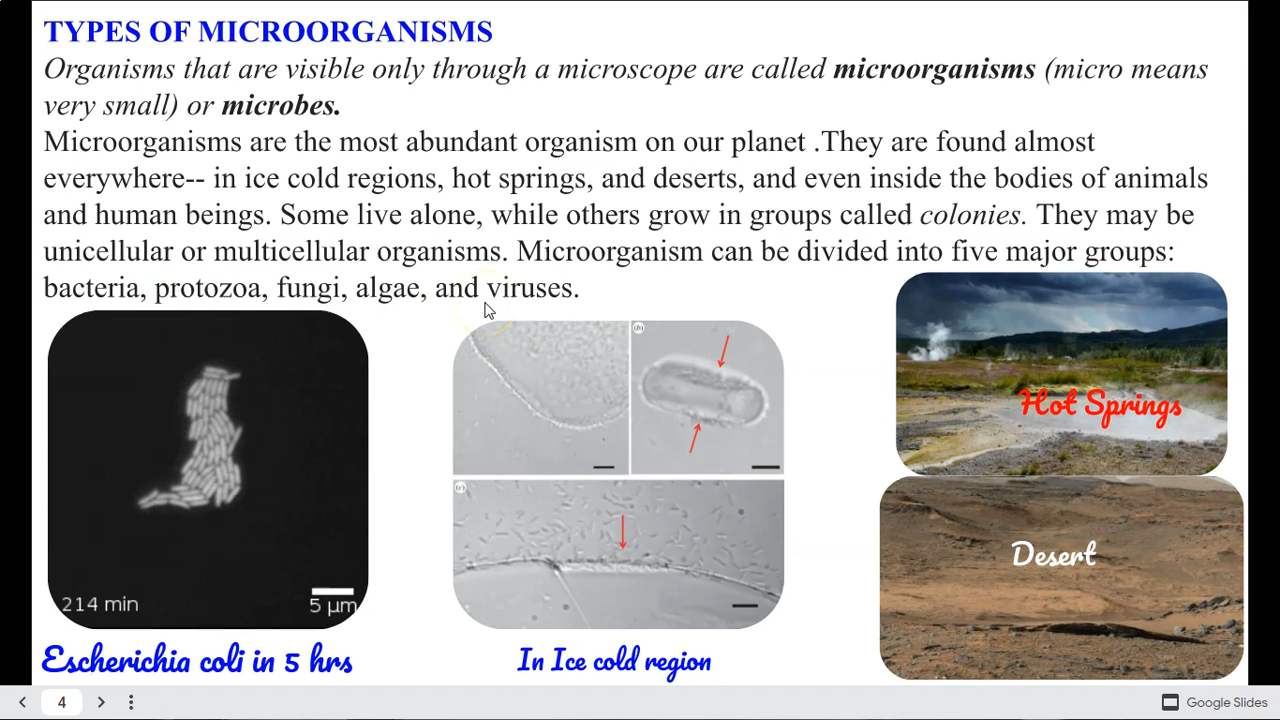 TYPES OF MICROORGANISMS
Organisms that are visible only through a microscope are called microorganisms (micro means
very small) or microbes.
Microorganisms are the most abundant organism on our planet .They are found almost
everywhere-- in ice cold regions, hot springs, and deserts, and even inside the bodies of animals
and human beings. Some live alone, while others grow in groups called colonies. They may be
unicellular or multicellular organisms. Microorganism can be divided into five major groups:
bacteria, protozoa, fungi, algae, and viruses.
214 min
5 μm
Escherichia coli in 5 hrs
(b)
(c)
In Ice cold region
Hot Springs
Desert
4
Google Slides